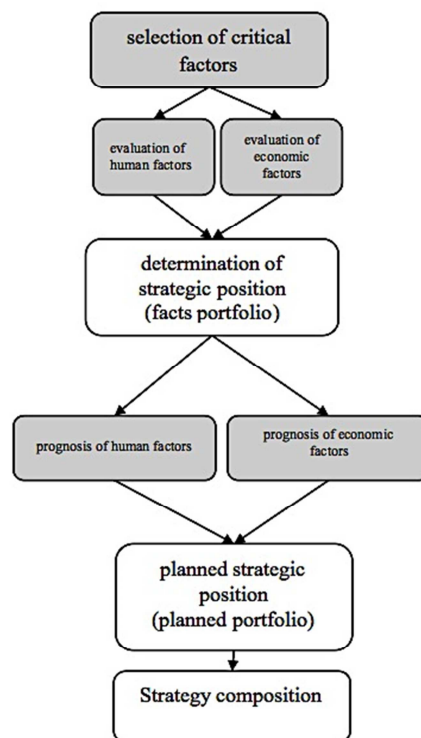 selection of critical
factors
evaluation of
human factors
evaluation of
economic
factors
determination of
strategic position
(facts portfolio)
prognosis of human factors
prognosis of economic
factors
planned strategic
position
(planned portfolio)
Strategy composition